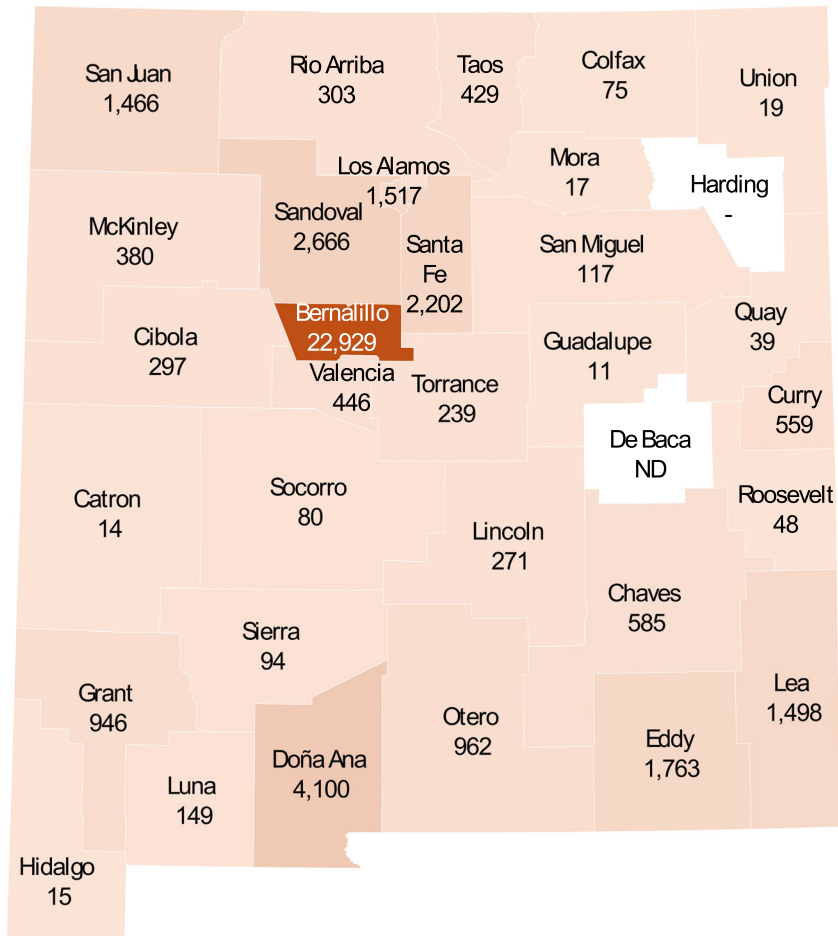 San Juan
1,466
Rio Arriba
303
Taos
429
Colfax
75
Union
19
Los Alamos
1,517
Mora
17
Harding
-
McKinley
380
Sandoval
2,666
Santa
Fe
2,202
San Miguel
117
Bernalillo
22,929
Cibola
297
Guadalupe
11
Quay
39
Valencia
446
Torrance
239
Curry
559
De Baca
ND
Catron
14
Socorro
80
Roosevelt
48
Lincoln
271
Chaves
585
Sierra
94
Grant
946
Otero
962
Lea
1,498
Doña Ana
4,100
Eddy
1,763
Luna
149
Hidalgo
15